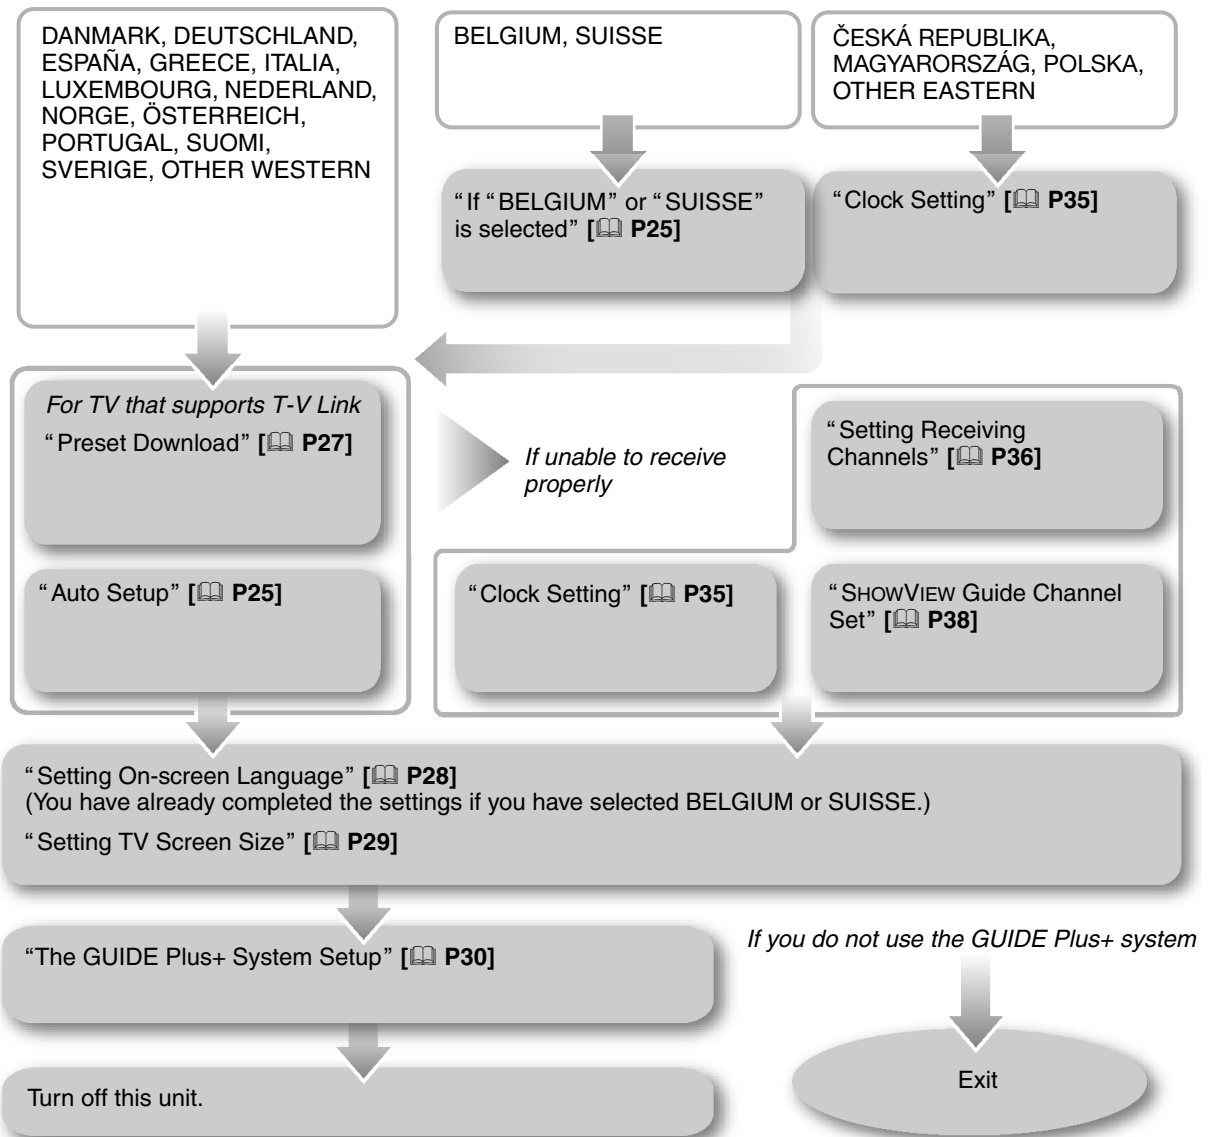 DANMARK, DEUTSCHLAND,
ESPAÑA, GREECE, ITALIA,
LUXEMBOURG, NEDERLAND,
NORGE, ÖSTERREICH,
PORTUGAL, SUOMI,
SVERIGE, OTHER WESTERN
BELGIUM, SUISSE
ČESKÁ REPUBLIKA,
MAGYARORSZÁG, POLSKA,
OTHER EASTERN
“If “BELGIUM” or “SUISSE”
is selected” [📖 P25]
“Clock Setting” [📖 P35]
For TV that supports T-V Link
“Preset Download” [📖 P27]
“Auto Setup” [📖 P25]
If unable to receive
properly
“Setting Receiving
Channels” [📖 P36]
“Clock Setting” [📖 P35]
“SHOWVIEW Guide Channel
Set” [📖 P38]
“Setting On-screen Language” [📖 P28]
(You have already completed the settings if you have selected BELGIUM or SUISSE.)
“Setting TV Screen Size” [📖 P29]
“The GUIDE Plus+ System Setup” [📖 P30]
If you do not use the GUIDE Plus+ system
Turn off this unit.
Exit